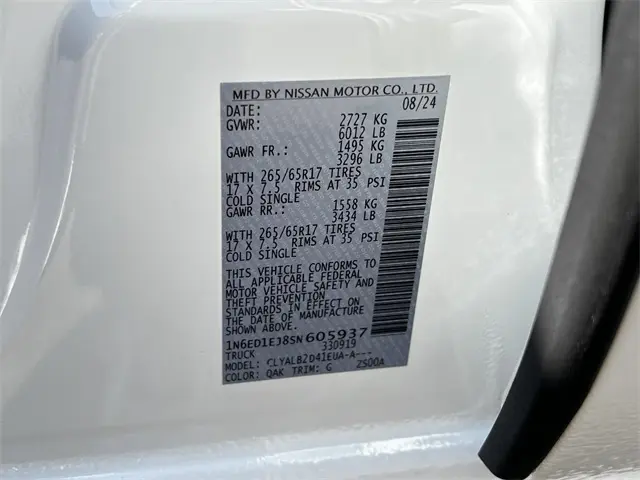 MFD BY NISSAN MOTOR CO., LTD.
DATE: 08/24
GVWR: 2727 KG
6012 LB
GAWR FR.: 1495 KG
3296 LB
WITH 265/65R17 TIRES
17 X 7.5 RIMS AT 35 PSI
COLD SINGLE
GAWR RR.: 1558 KG
3434 LB
WITH 265/65R17 TIRES
17 X 7.5 RIMS AT 35 PSI
COLD SINGLE
THIS VEHICLE CONFORMS TO
ALL APPLICABLE FEDERAL
MOTOR VEHICLE SAFETY AND
THEFT PREVENTION
STANDARDS IN EFFECT ON
THE DATE OF MANUFACTURE
SHOWN ABOVE.
1N6ED1EJ8SN605937
330919
TRUCK
MODEL: CLYALB2D41EUA-A---
COLOR: QAK TRIM: G 2S00A